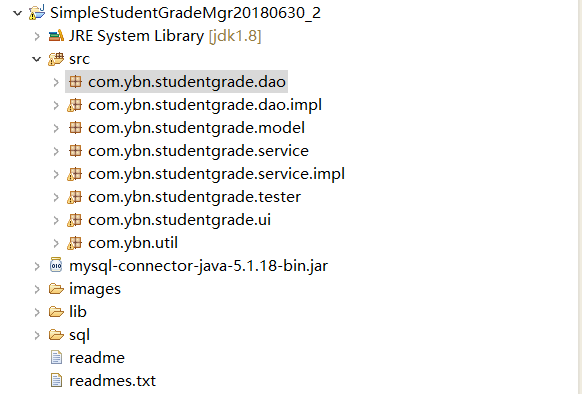 SimpleStudentGradeMgr20180630_2
JRE System Library [jdk1.8]
src
com.ybn.studentgrade.dao
com.ybn.studentgrade.dao.impl
com.ybn.studentgrade.model
com.ybn.studentgrade.service
com.ybn.studentgrade.service.impl
com.ybn.studentgrade.tester
com.ybn.studentgrade.ui
com.ybn.util
mysql-connector-java-5.1.18-bin.jar
images
lib
sql
readme
readmes.txt